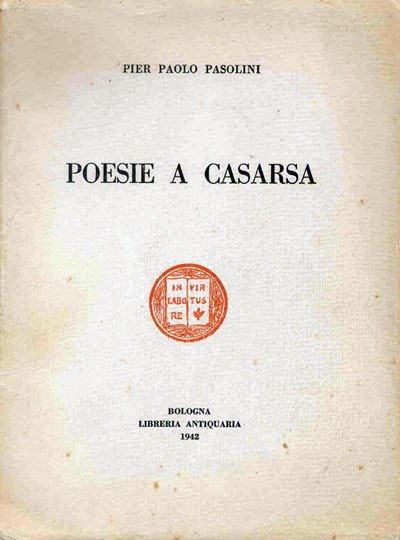 PIER PAOLO PASOLINI
POESIE A CASARSA
IN VIR
LABO TUS
RE
BOLOGNA
LIBRERIA ANTIQUARIA
1942